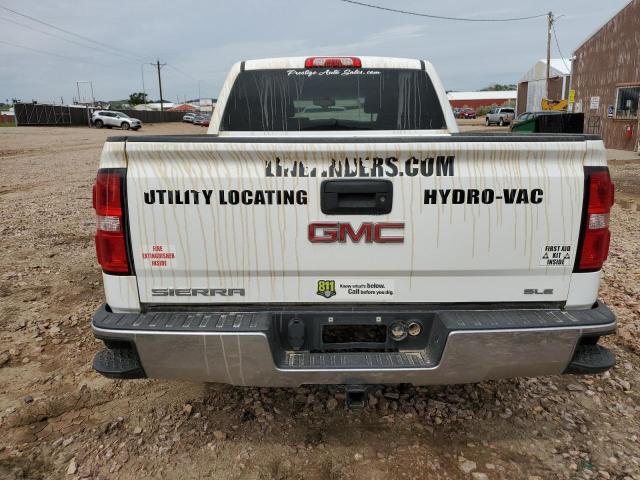 Prestige Auto Sales.com
LINEFINDERS.COM
UTILITY LOCATING HYDRO-VAC
GMC
FIRE
EXTINGUISHER
INSIDE
FIRST AID
KIT
INSIDE
SIERRA
811
Know what's below.
Call before you dig.
SLE